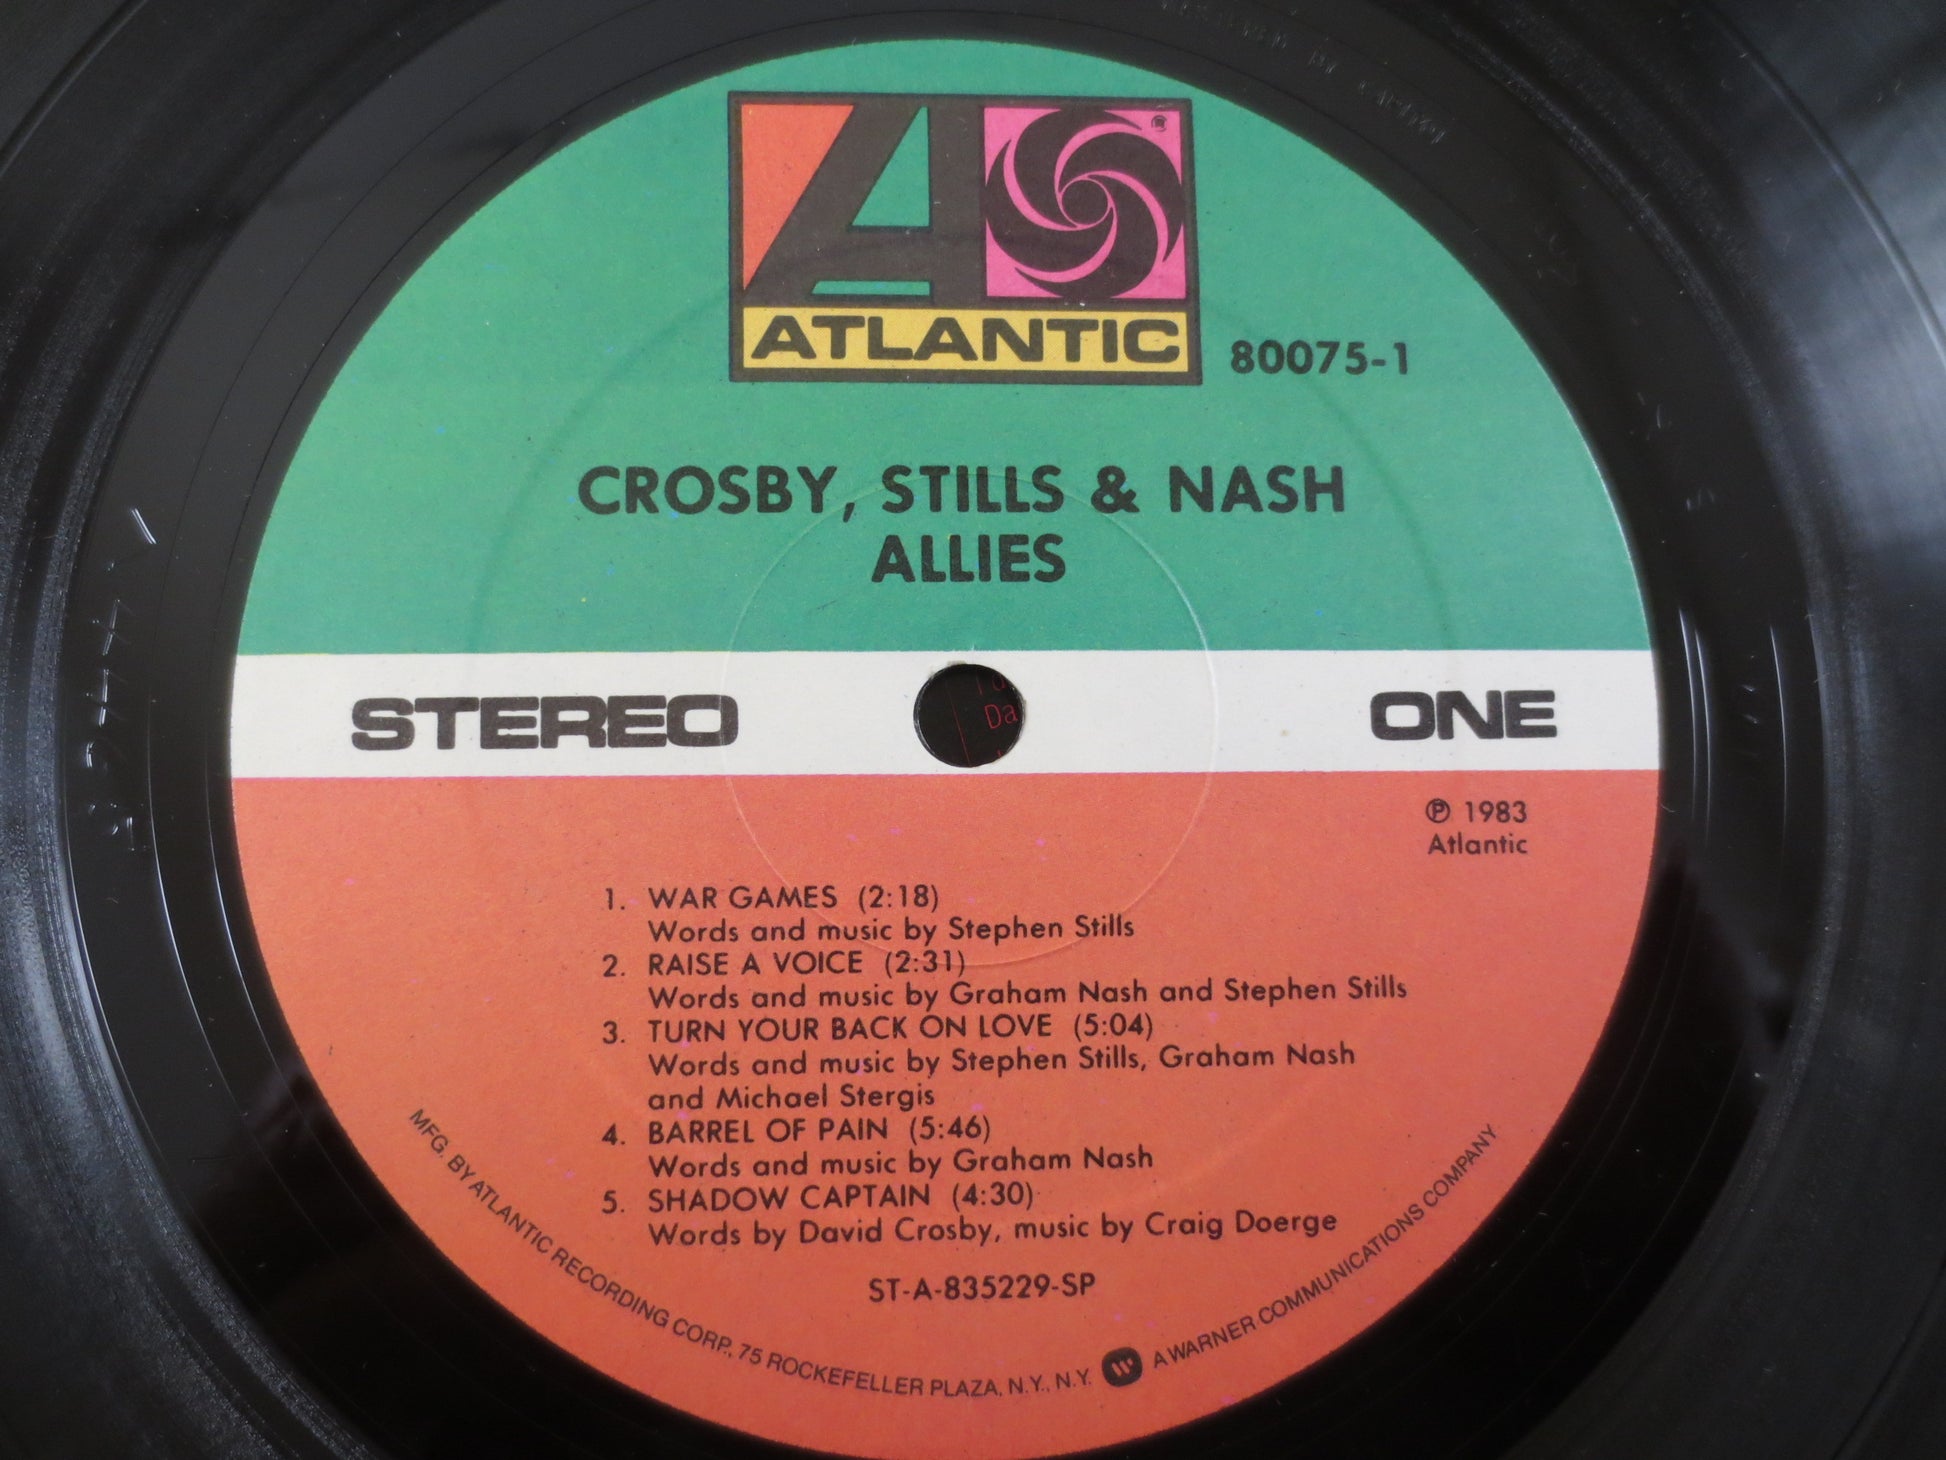 ATLANTIC
80075-1
CROSBY, STILLS & NASH
ALLIES
STEREO
ONE
Ⓟ 1983
Atlantic
1. WAR GAMES (2:18)
Words and music by Stephen Stills
2. RAISE A VOICE (2:31)
Words and music by Graham Nash and Stephen Stills
3. TURN YOUR BACK ON LOVE (5:04)
Words and music by Stephen Stills, Graham Nash
and Michael Stergis
4. BARREL OF PAIN (5:46)
Words and music by Graham Nash
5. SHADOW CAPTAIN (4:30)
Words by David Crosby, music by Craig Doerge
ST-A-835229-SP
MFG. BY ATLANTIC RECORDING CORP., 75 ROCKEFELLER PLAZA, N.Y., N.Y. A WARNER COMMUNICATIONS COMPANY
Da